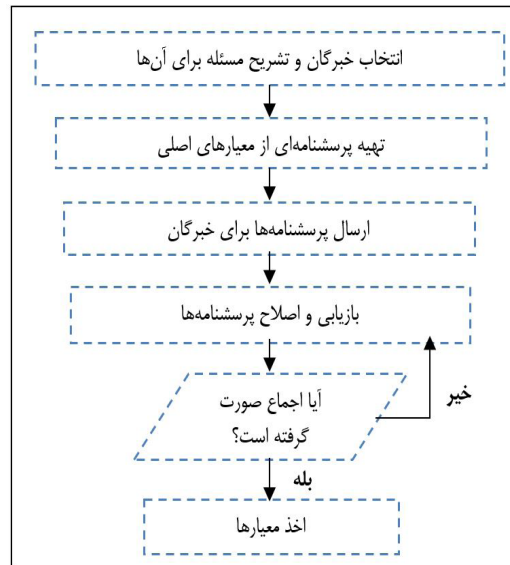 انتخاب خبرگان و تشریح مسئله برای آن‌ها
تهیه پرسشنامه‌ای از معیارهای اصلی
ارسال پرسشنامه‌ها برای خبرگان
بازیابی و اصلاح پرسشنامه‌ها
آیا اجماع صورت
گرفته است؟
خیر
بله
اخذ معیارها